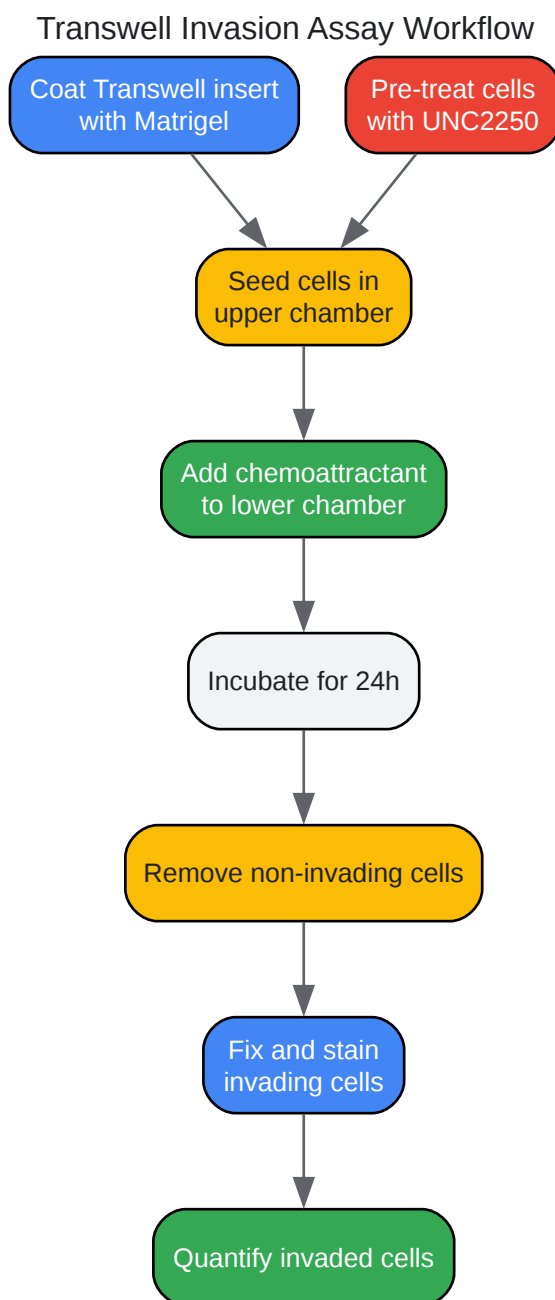 Transwell Invasion Assay Workflow
Coat Transwell insert
with Matrigel
Pre-treat cells
with UNC2250
Seed cells in
upper chamber
Add chemoattractant
to lower chamber
Incubate for 24h
Remove non-invading cells
Fix and stain
invading cells
Quantify invaded cells